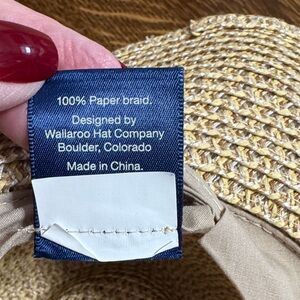 100% Paper braid.
Designed by
Wallaroo Hat Company
Boulder, Colorado
Made in China.